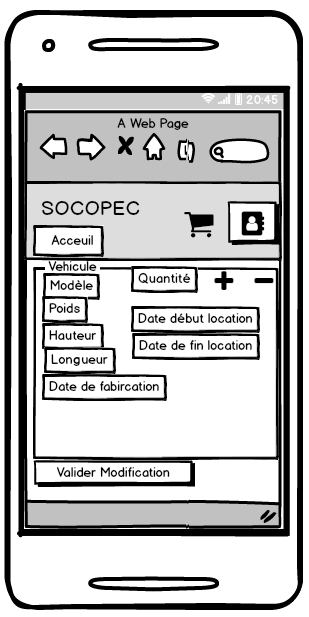 20:45
A Web Page
SOCOPEC
Acceuil
Vehicule
Modèle
Quantité
Poids
Hauteur
Longueur
Date de fabircation
Date début location
Date de fin location
Valider Modification